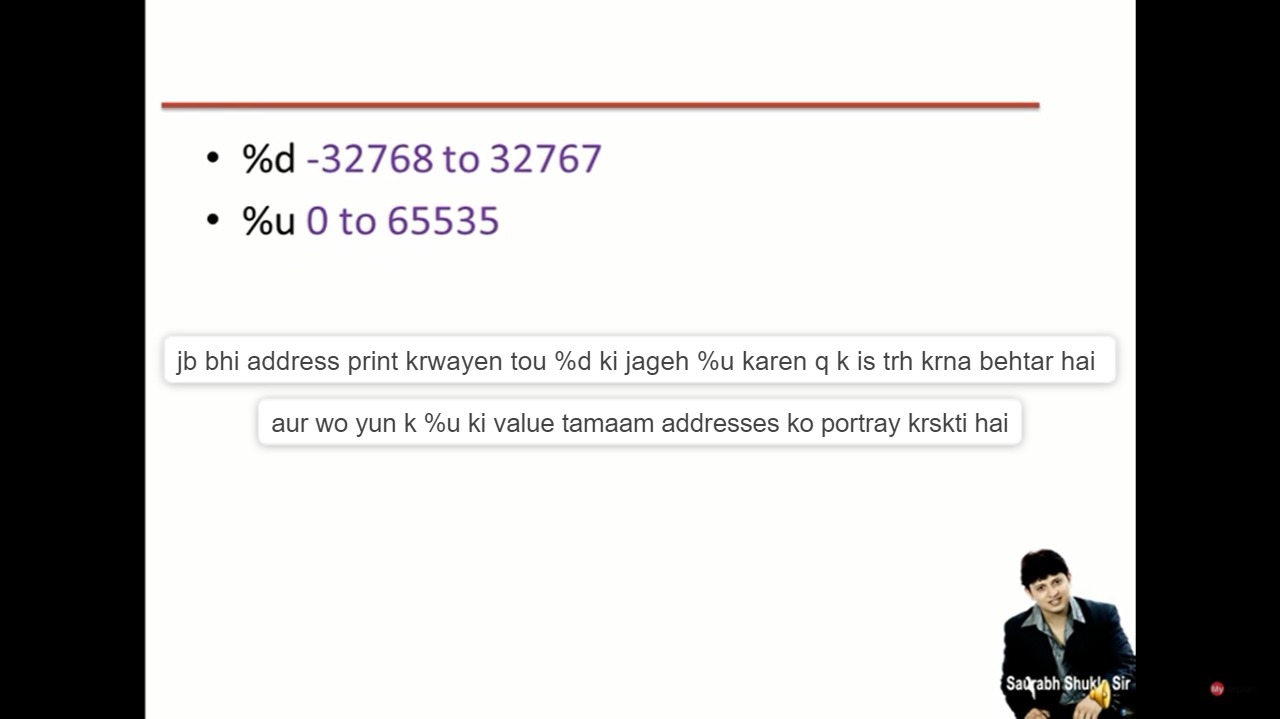 • %d -32768 to 32767
• %u 0 to 65535
jb bhi address print krwayen tou %d ki jageh %u karen q k is trh krna behtar hai
aur wo yun k %u ki value tamaam addresses ko portray krskti hai
Saurabh Shukla Sir
My